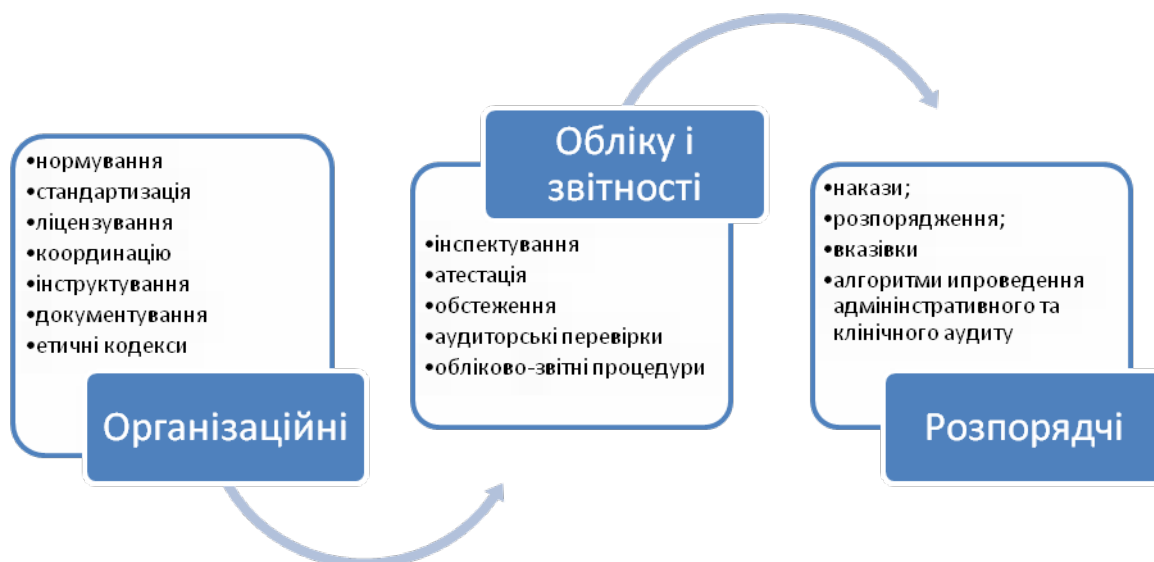 •нормування
•стандартизація
•ліцензування
•координацію
•інструктування
•документування
•етичні кодекси
Організаційні
Обліку і
звітності
•інспектування
•атестація
•обстеження
•аудиторські перевірки
•обліково-звітні процедури
•накази;
•розпорядження;
•вказівки
•алгоритми ипроведення
адмінінстративного та
клінічного аудиту
Розпорядчі